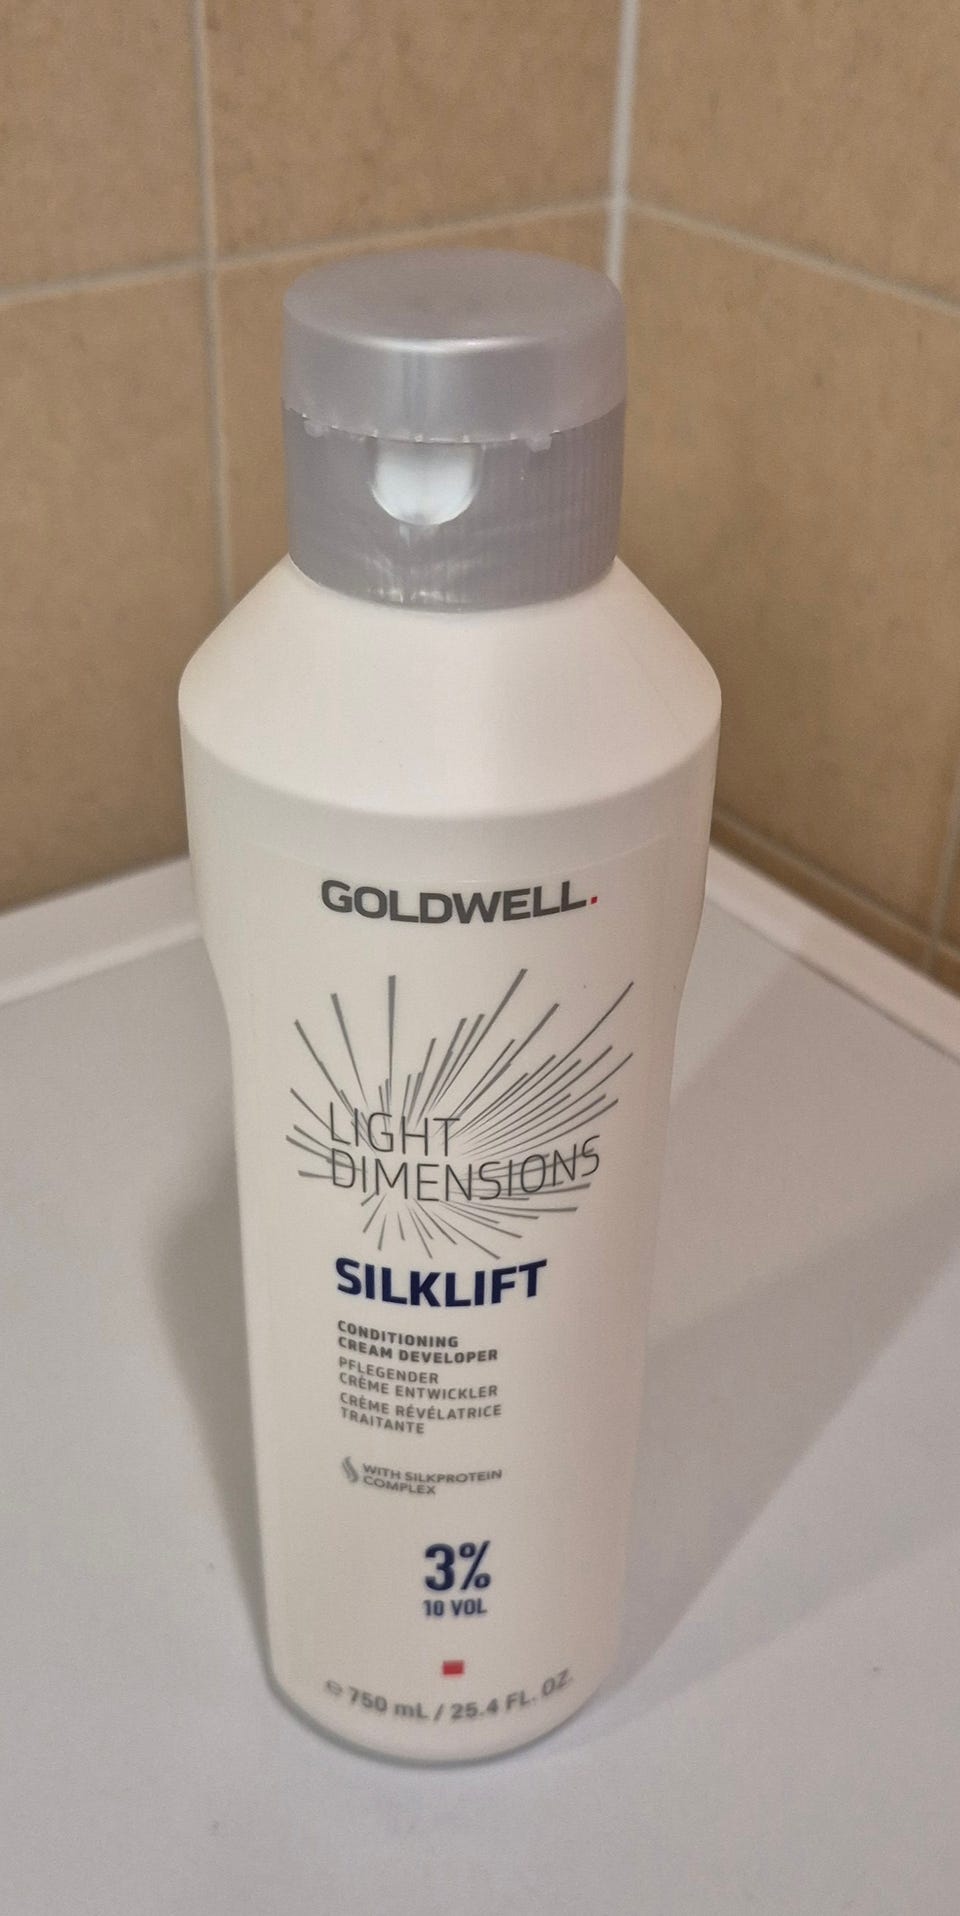 GOLDWELL.
LIGHT
DIMENSIONS
SILKLIFT
CONDITIONING
CREAM DEVELOPER
PFLEGENDER
CRÈME ENTWICKLER
CRÈME RÉVÉLATRICE
TRAITANTE
WITH SILKPROTEIN
COMPLEX
3%
10 VOL
℮ 750 mL / 25.4 FL. OZ.